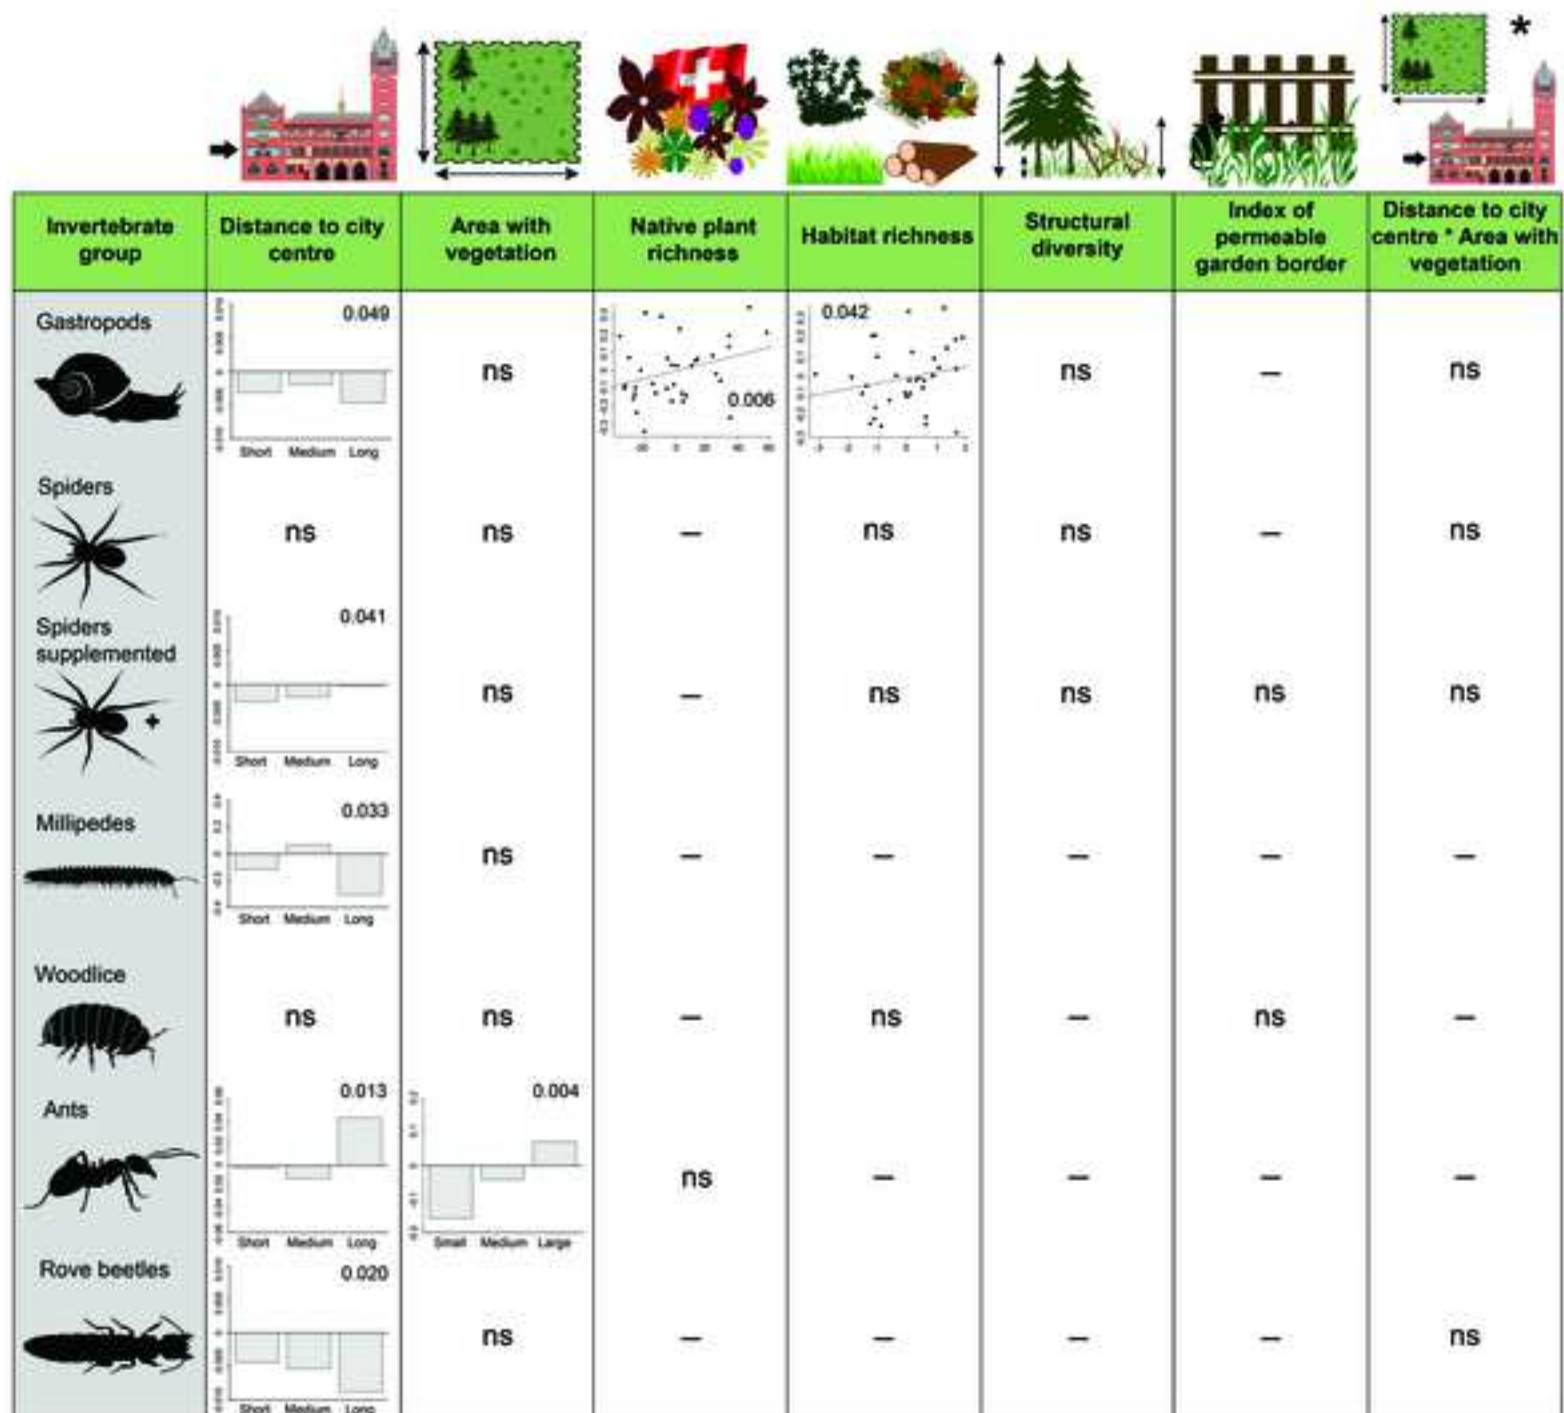 Invertebrate
group
Distance to city
centre
Area with
vegetation
Native plant
richness
Habitat richness
Structural
diversity
Index of
permeable
garden border
Distance to city
centre * Area with
vegetation
*
Gastropods
0.049
Short Medium Long
ns
0.006
0.042
ns
–
ns
Spiders
ns
ns
–
ns
ns
–
ns
Spiders
supplemented
+
0.041
Short Medium Long
ns
–
ns
ns
ns
ns
Millipedes
0.033
Short Medium Long
ns
–
–
–
–
–
Woodlice
ns
ns
–
ns
–
ns
–
Ants
0.013
Short Medium Long
0.004
Small Medium Large
ns
–
–
–
–
Rove beetles
0.020
Short Medium Long
ns
–
–
–
–
ns